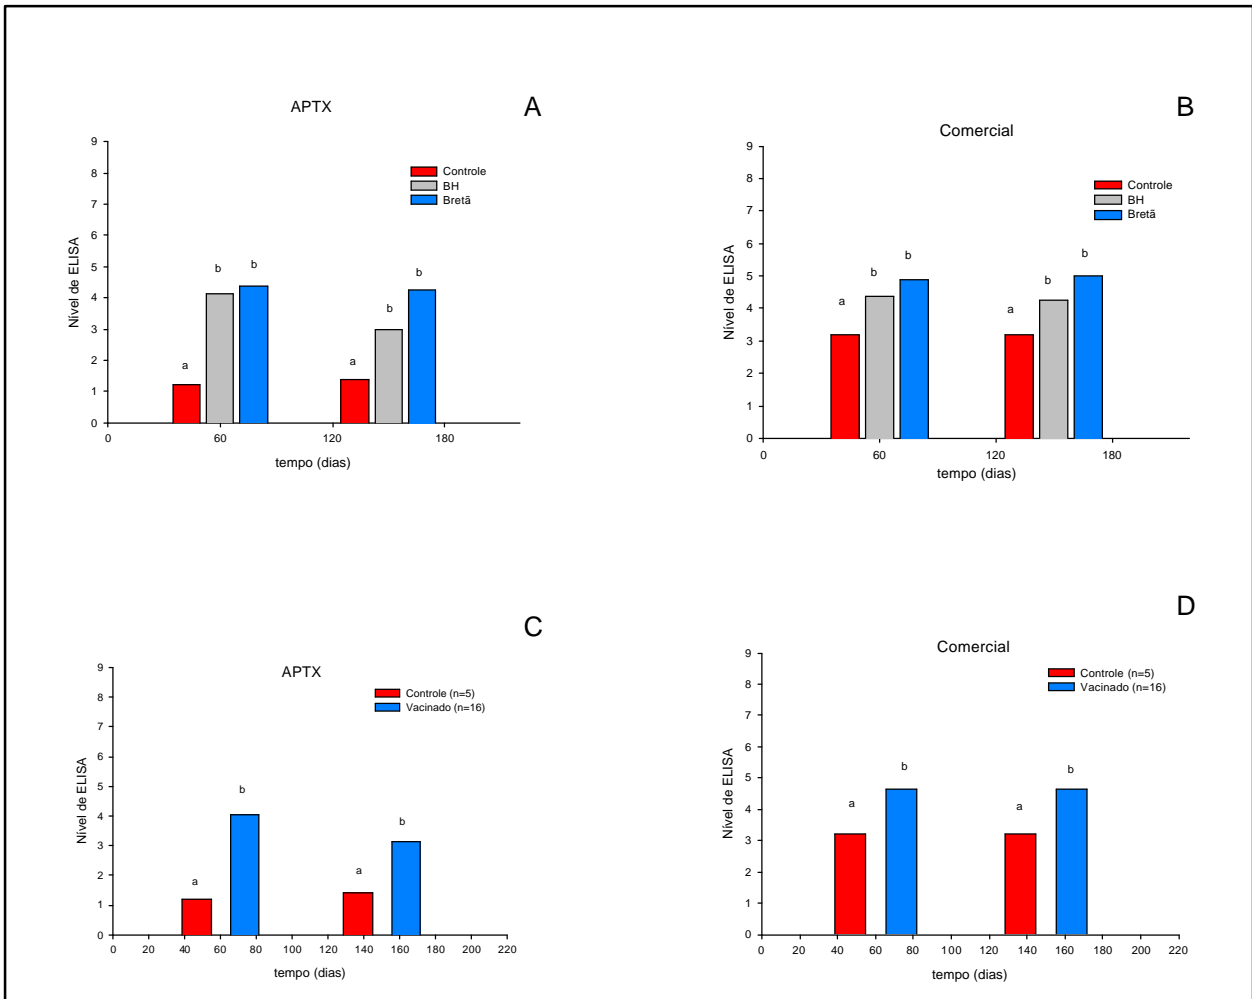 A
APTX
9
8
7
6
5
4
3
2
1
0
Nível de ELISA
Controle
BH
Bretã
a
b
b
a
b
b
0 60 120 180
tempo (dias)
B
Comercial
9
8
7
6
5
4
3
2
1
0
Nível de ELISA
Controle
BH
Bretã
a
b
b
a
b
b
0 60 120 180
tempo (dias)
C
APTX
9
8
7
6
5
4
3
2
1
0
Nível de ELISA
Controle (n=5)
Vacinado (n=16)
a
b
a
b
0 20 40 60 80 100 120 140 160 180 200 220
tempo (dias)
D
Comercial
9
8
7
6
5
4
3
2
1
0
Nível de ELISA
Controle (n=5)
Vacinado (n=16)
a
b
a
b
0 20 40 60 80 100 120 140 160 180 200 220
tempo (dias)